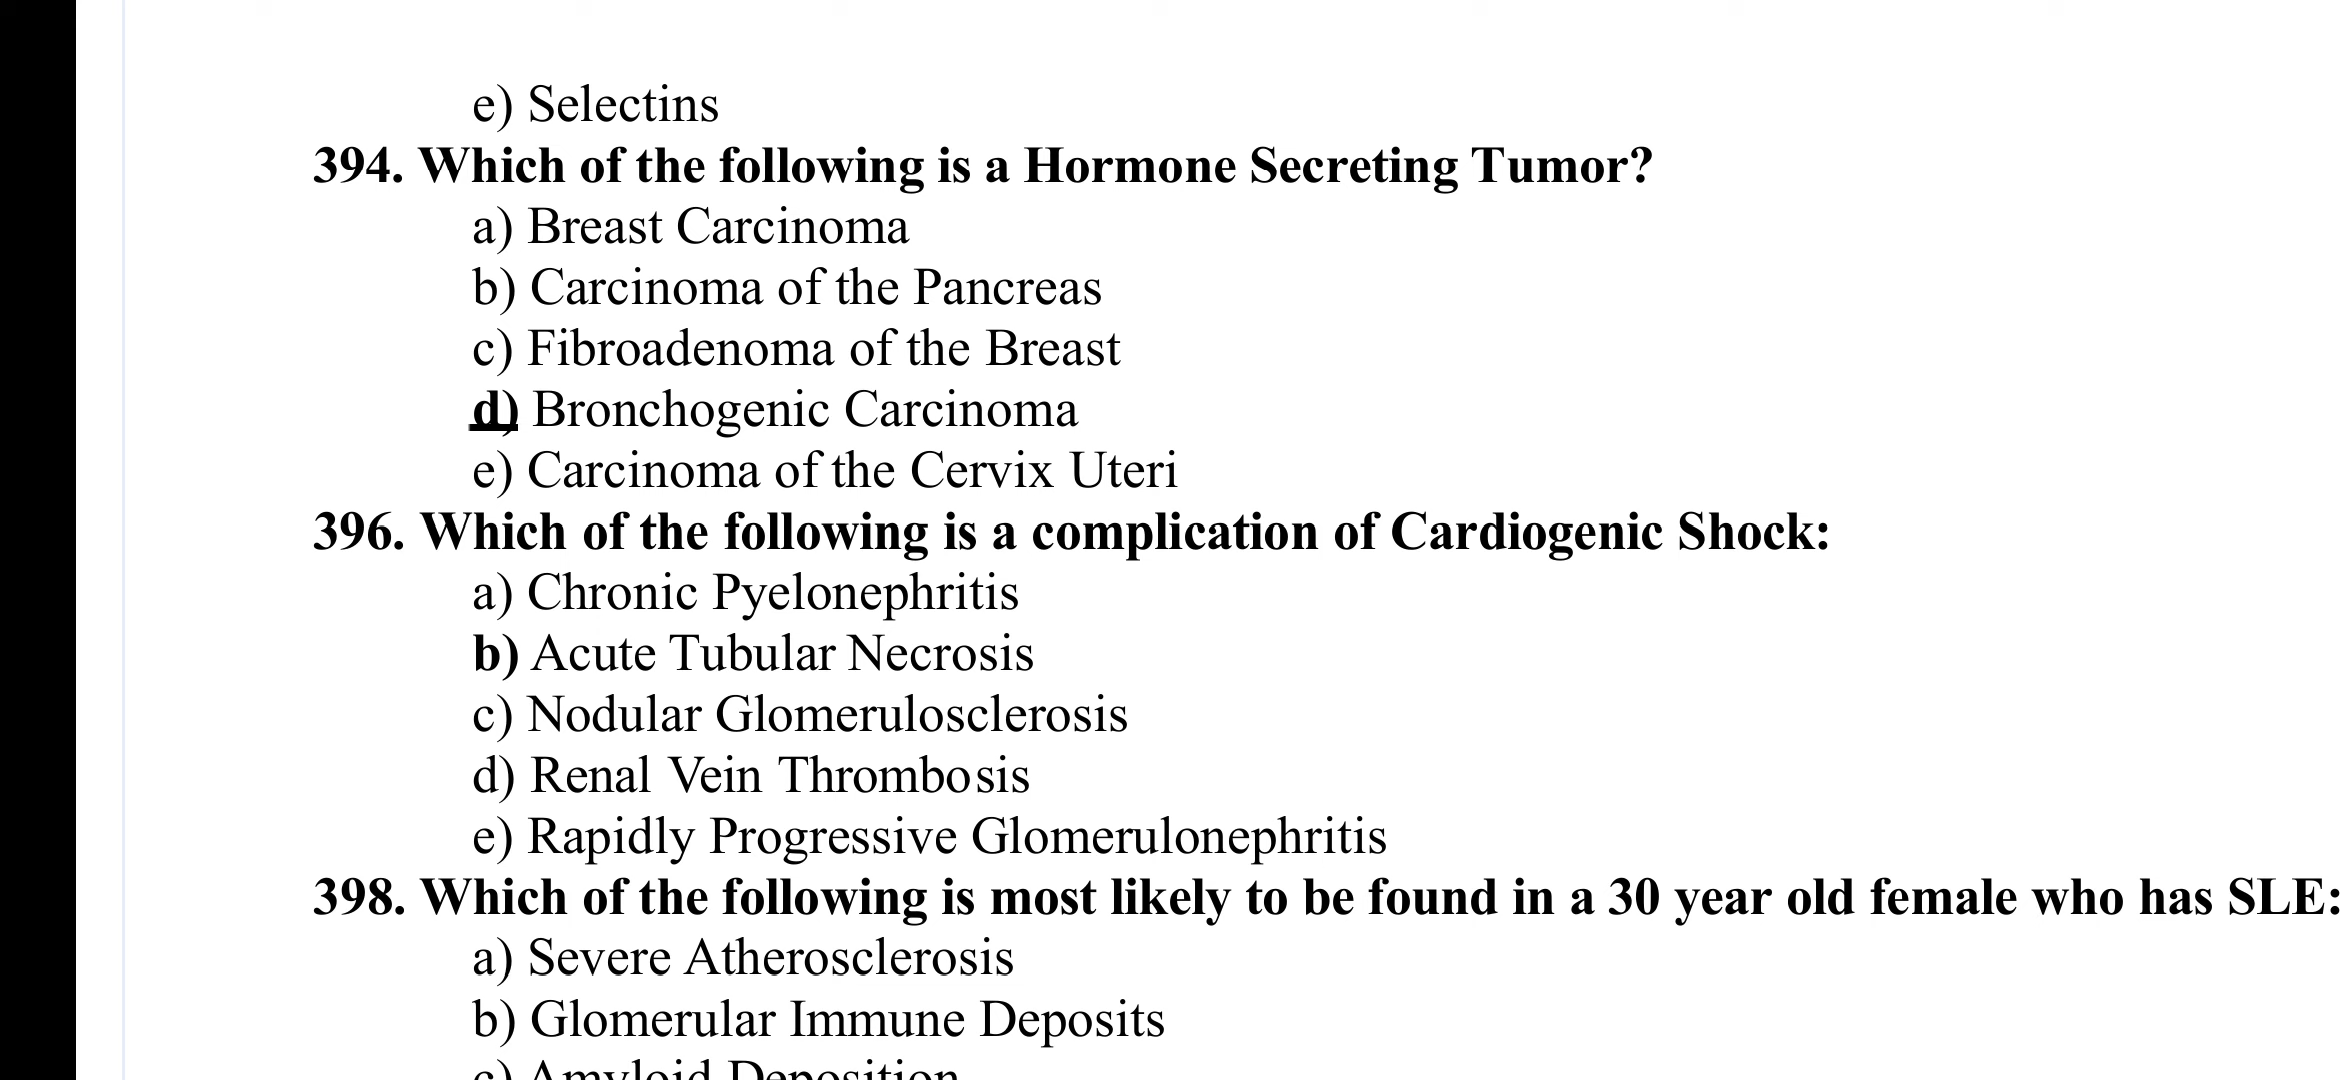 e) Selectins
394. Which of the following is a Hormone Secreting Tumor?
a) Breast Carcinoma
b) Carcinoma of the Pancreas
c) Fibroadenoma of the Breast
d) Bronchogenic Carcinoma
e) Carcinoma of the Cervix Uteri
396. Which of the following is a complication of Cardiogenic Shock:
a) Chronic Pyelonephritis
b) Acute Tubular Necrosis
c) Nodular Glomerulosclerosis
d) Renal Vein Thrombosis
e) Rapidly Progressive Glomerulonephritis
398. Which of the following is most likely to be found in a 30 year old female who has SLE:
a) Severe Atherosclerosis
b) Glomerular Immune Deposits
c) Amyloid Deposition